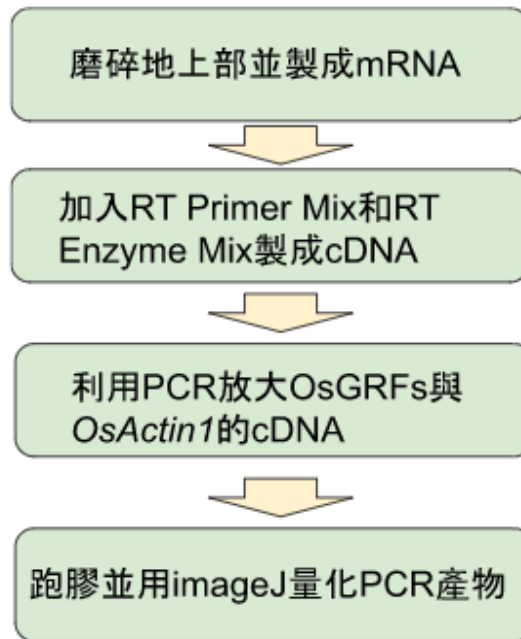 磨碎地上部並製成mRNA
加入RT Primer Mix和RT
Enzyme Mix製成cDNA
利用PCR放大OsGRFs與
OsActin1的cDNA
跑膠並用imageJ量化PCR產物